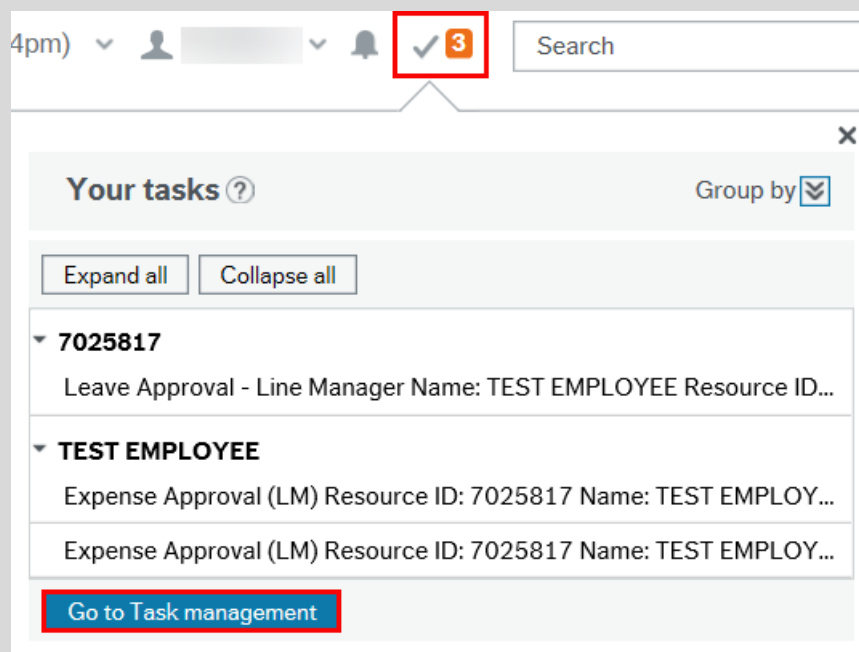 4pm) 3 Search
Your tasks ? Group by
Expand all Collapse all
7025817
Leave Approval - Line Manager Name: TEST EMPLOYEE Resource ID...
TEST EMPLOYEE
Expense Approval (LM) Resource ID: 7025817 Name: TEST EMPLOY...
Expense Approval (LM) Resource ID: 7025817 Name: TEST EMPLOY...
Go to Task management